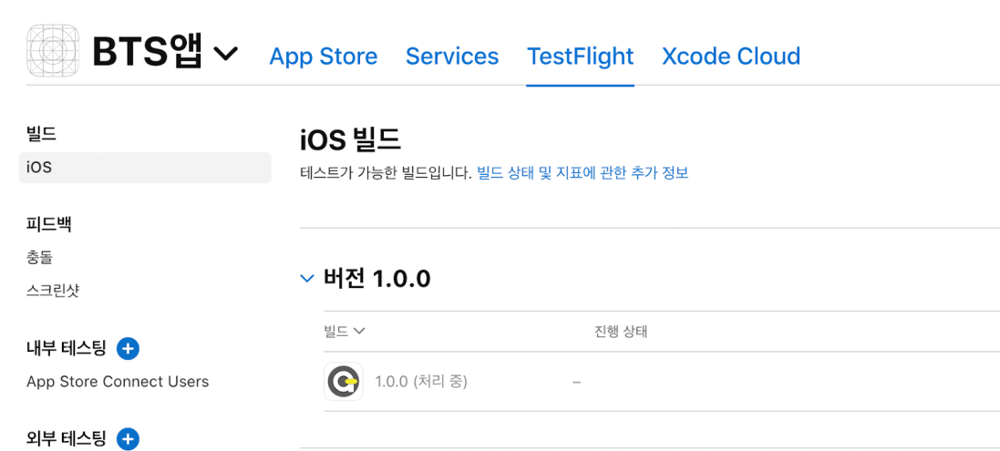 BTS앱
App Store Services TestFlight Xcode Cloud
빌드
iOS
피드백
충돌
스크린샷
내부 테스팅
App Store Connect Users
외부 테스팅
iOS 빌드
테스트가 가능한 빌드입니다. 빌드 상태 및 지표에 관한 추가 정보
버전 1.0.0
빌드 진행 상태
1.0.0 (처리 중) –